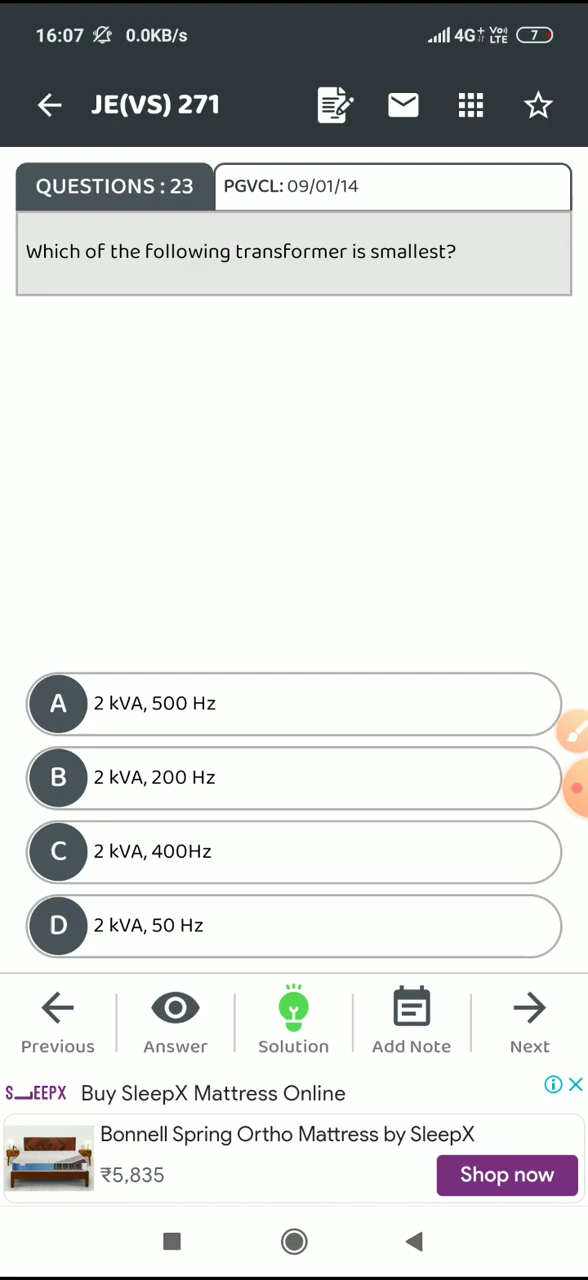 16:07 0.0KB/s 4G+ Vo) LTE 7
JE(VS) 271
QUESTIONS : 23 PGVCL: 09/01/14
Which of the following transformer is smallest?
A 2 kVA, 500 Hz
B 2 kVA, 200 Hz
C 2 kVA, 400Hz
D 2 kVA, 50 Hz
Previous Answer Solution Add Note Next
Buy SleepX Mattress Online
Bonnell Spring Ortho Mattress by SleepX
₹5,835 Shop now